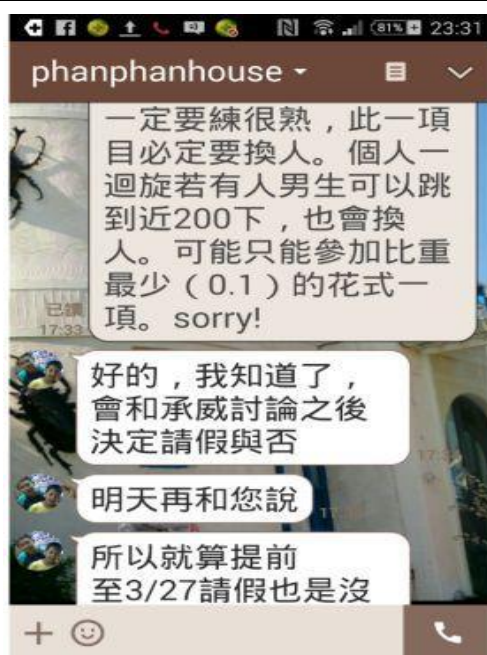 81% 23:31
phanphanhouse
一定要練很熟，此一項
目必定要換人。個人一
迴旋若有人男生可以跳
到近200下，也會換
人。可能只能參加比重
最少（0.1）的花式一
項。sorry!
已讀
17:33
好的，我知道了，
會和承威討論之後
決定請假與否
明天再和您說
所以就算提前
至3/27請假也是沒